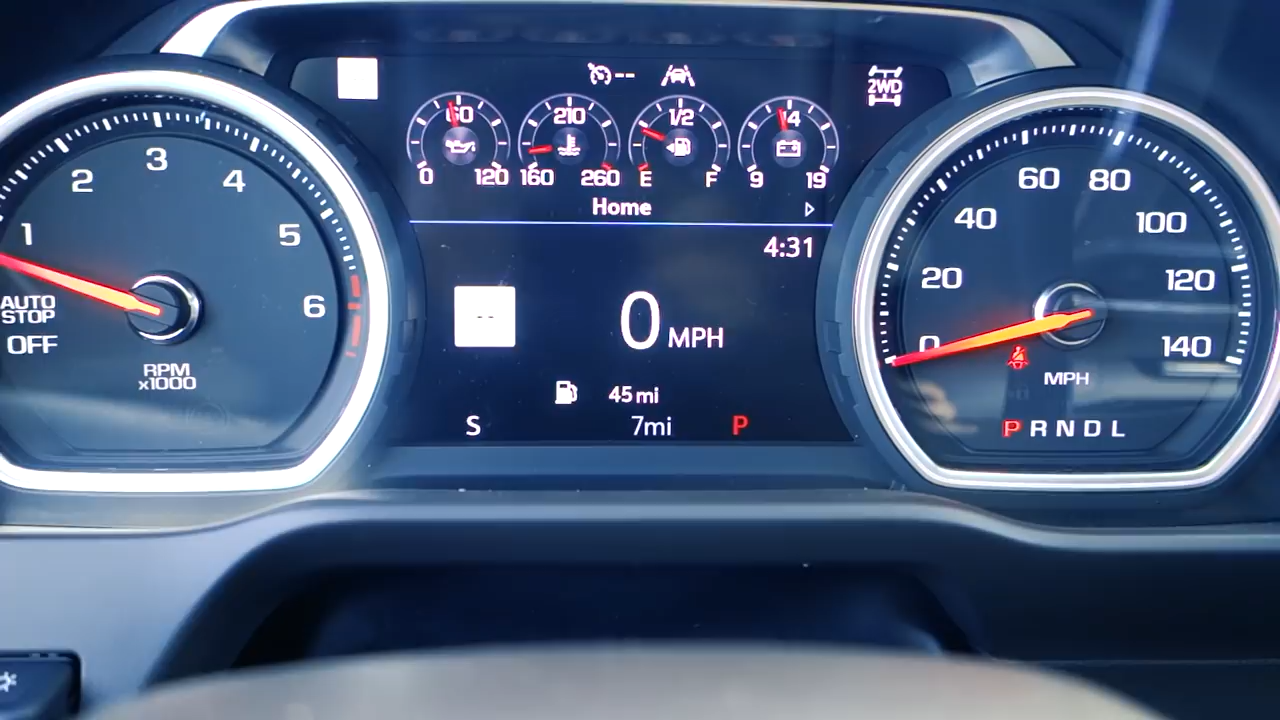 1 2 3 4 5 6
AUTO
STOP
OFF
RPM
x1000
--
2WD
60 210 1/2 14
0 120 160 260 E F 9 19
Home
4:31
--
0 MPH
45 mi
S 7mi P
0 20 40 60 80 100 120 140
MPH
P R N D L